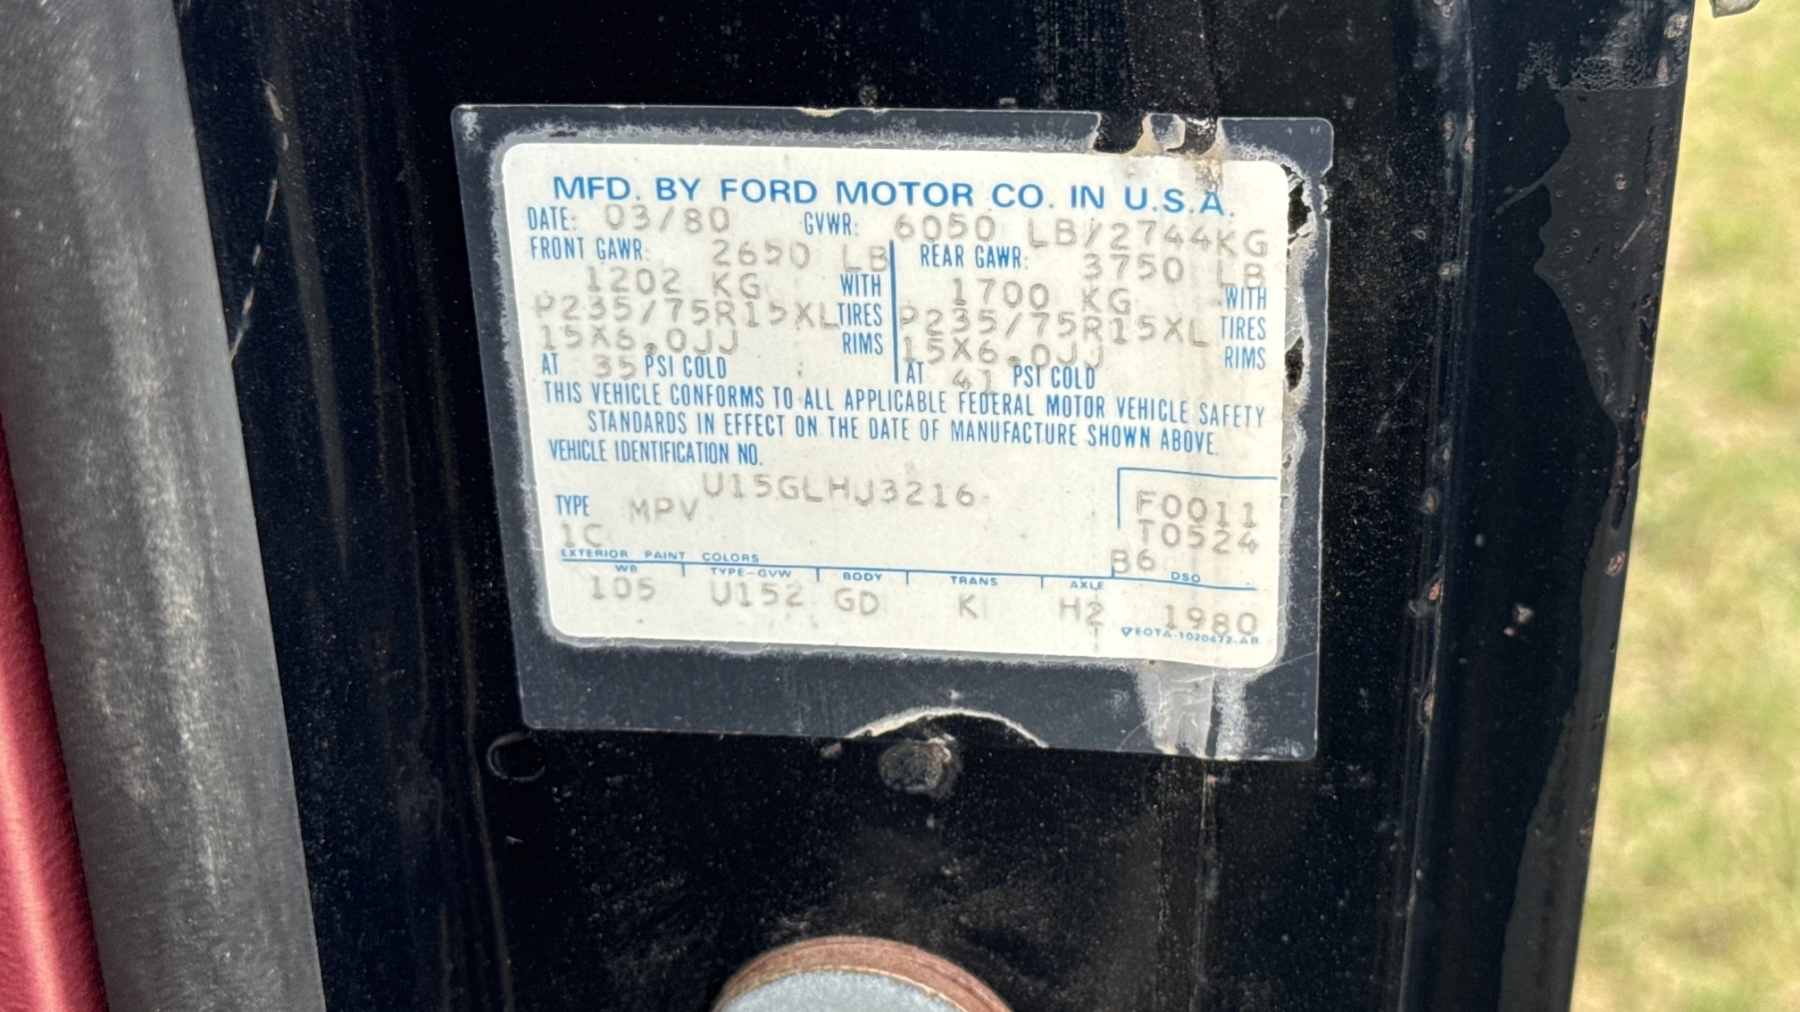 MFD. BY FORD MOTOR CO. IN U.S.A.
DATE: 03/80 GVWR: 6050 LB/2744KG
FRONT GAWR: 2650 LB REAR GAWR: 3750 LB
1202 KG WITH 1700 KG WITH
P235/75R15XL TIRES P235/75R15XL TIRES
15X6.0JJ RIMS 15X6.0JJ RIMS
AT 35 PSI COLD AT 41 PSI COLD
THIS VEHICLE CONFORMS TO ALL APPLICABLE FEDERAL MOTOR VEHICLE SAFETY
STANDARDS IN EFFECT ON THE DATE OF MANUFACTURE SHOWN ABOVE.
VEHICLE IDENTIFICATION NO.
U15GLHJ3216
TYPE MPV F0011
1C T0524
EXTERIOR PAINT COLORS B6 DSO
WB TYPE-GVW BODY TRANS AXLE
105 U152 GD K H2 1980
EOTA-1020472-AB